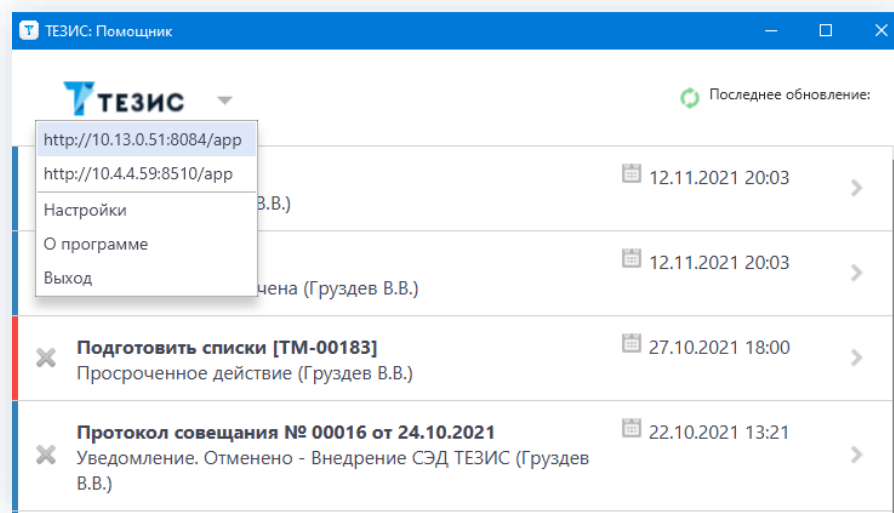 ТЕЗИС: Помощник
ТЕЗИС
Последнее обновление:
http://10.13.0.51:8084/app
http://10.4.4.59:8510/app
Настройки
О программе
Выход
12.11.2021 20:03
В.В.)
12.11.2021 20:03
чена (Груздев В.В.)
Подготовить списки [ТМ-00183]
27.10.2021 18:00
Просроченное действие (Груздев В.В.)
Протокол совещания № 00016 от 24.10.2021
22.10.2021 13:21
Уведомление. Отменено - Внедрение СЭД ТЕЗИС (Груздев
В.В.)